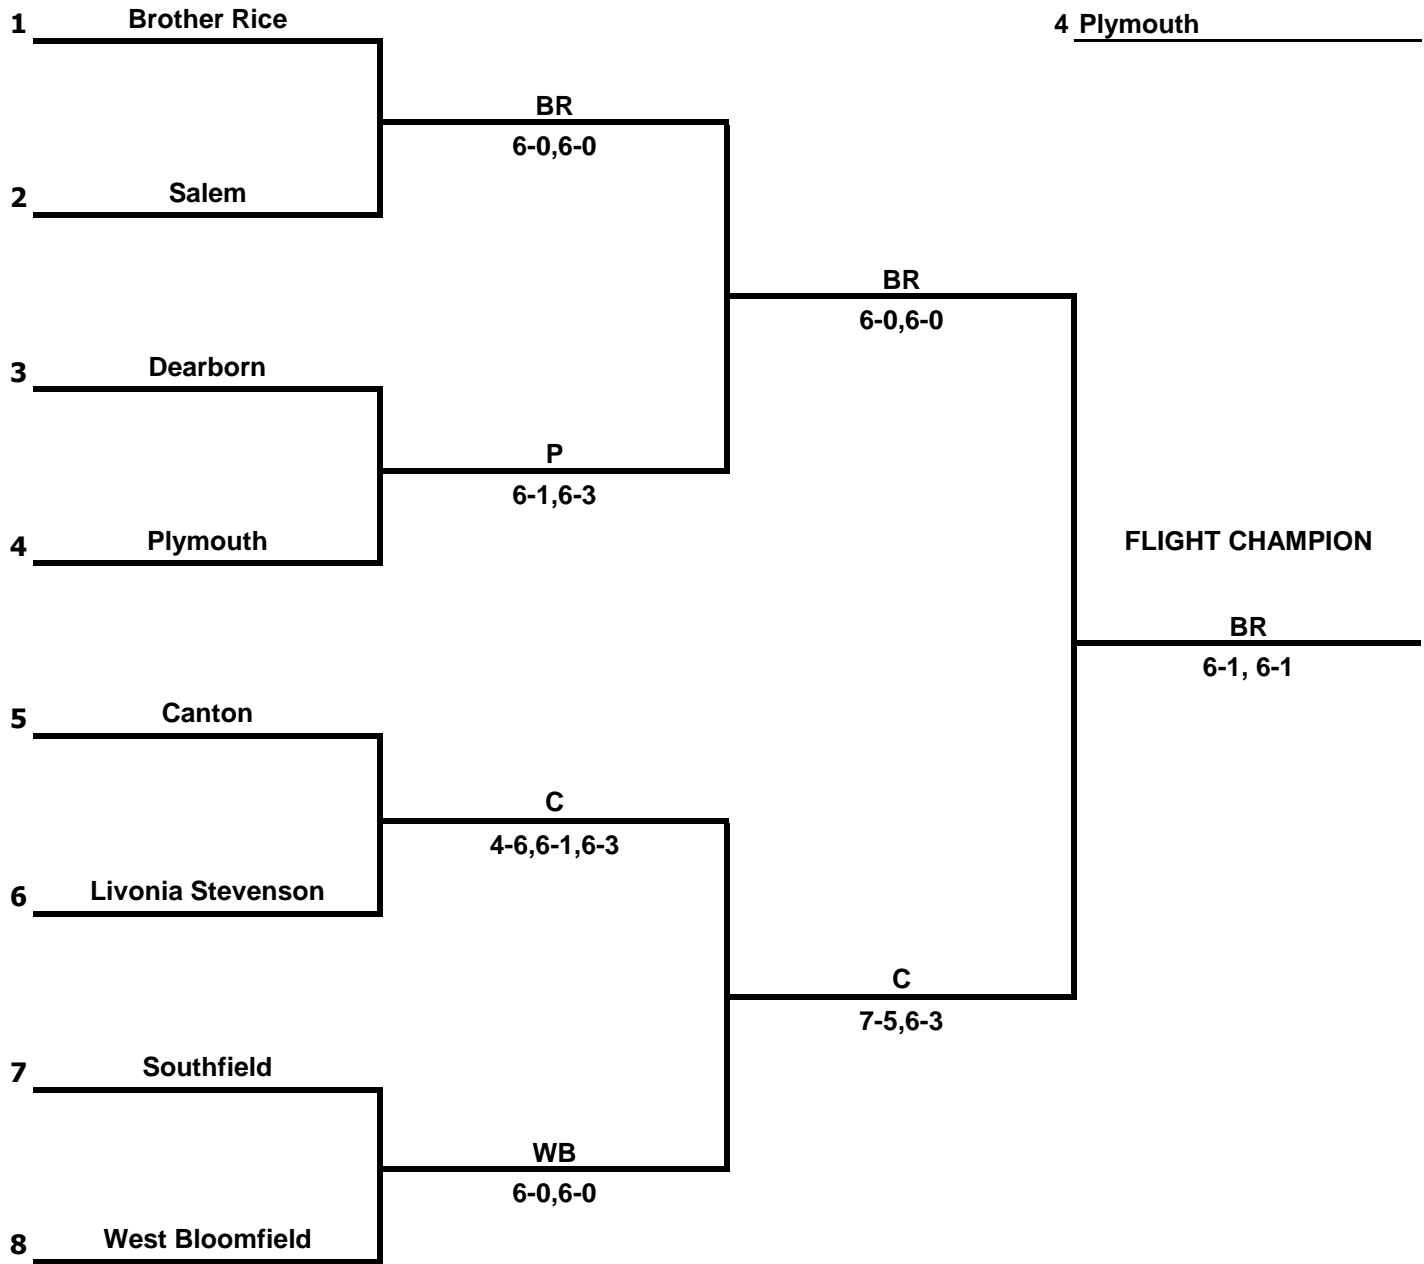 1 Brother Rice
4 Plymouth
BR
6-0,6-0
2 Salem
BR
6-0,6-0
3 Dearborn
P
6-1,6-3
4 Plymouth
FLIGHT CHAMPION
BR
6-1, 6-1
5 Canton
C
4-6,6-1,6-3
6 Livonia Stevenson
C
7-5,6-3
7 Southfield
WB
6-0,6-0
8 West Bloomfield